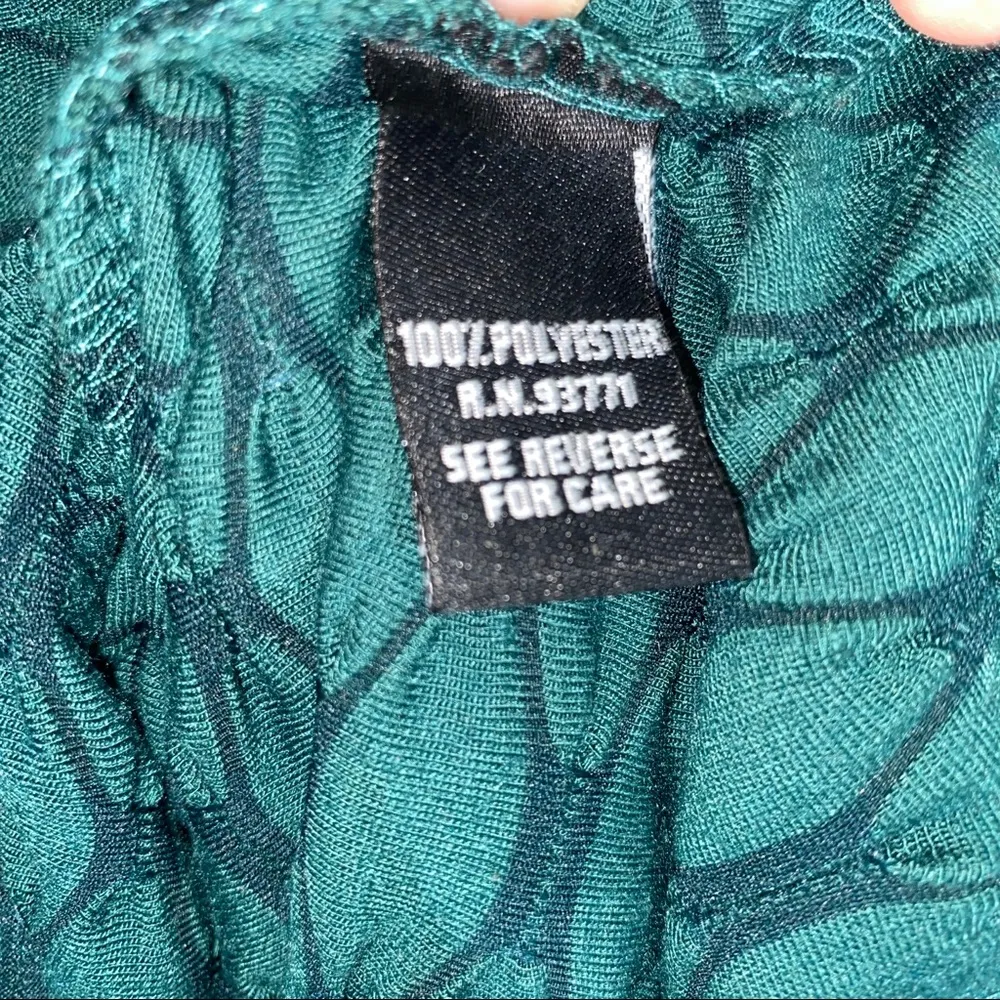 100% POLYESTER
R.N.93771
SEE REVERSE
FOR CARE